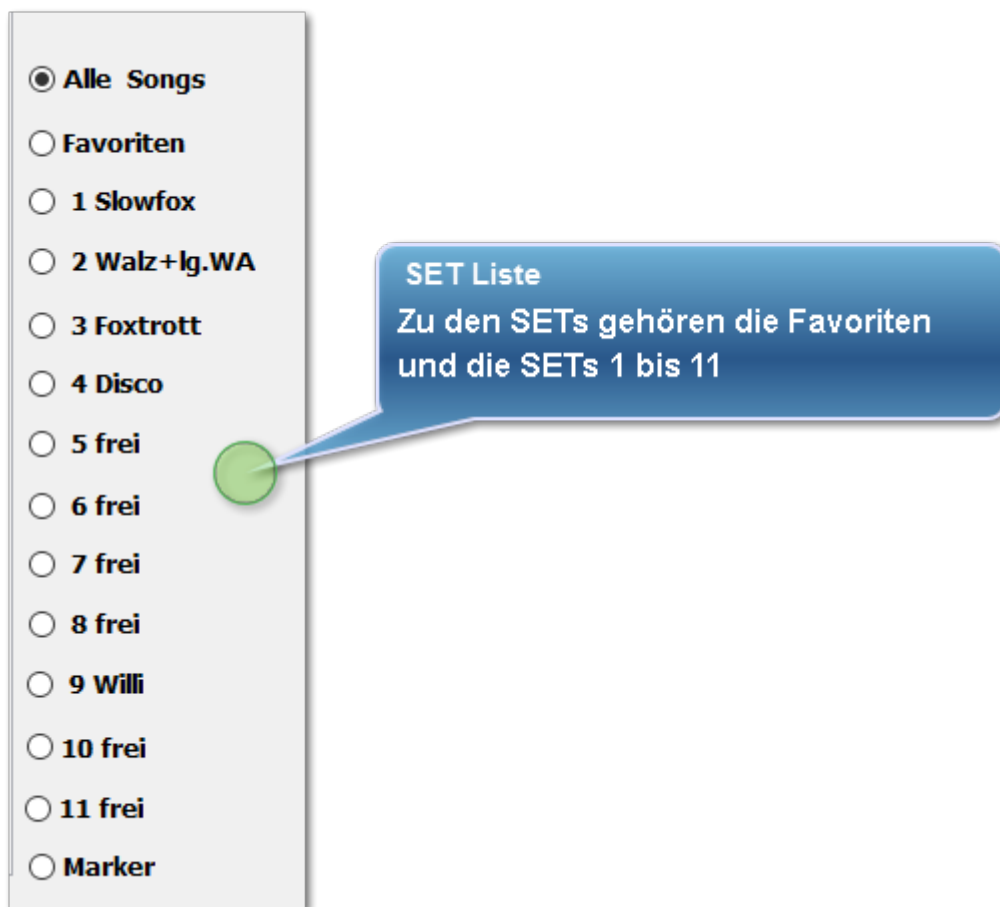 Alle Songs
Favoriten
1 Slowfox
2 Walz+lg.WA
3 Foxtrott
4 Disco
5 frei
6 frei
7 frei
8 frei
9 Willi
10 frei
11 frei
Marker
SET Liste
Zu den SETs gehören die Favoriten
und die SETs 1 bis 11